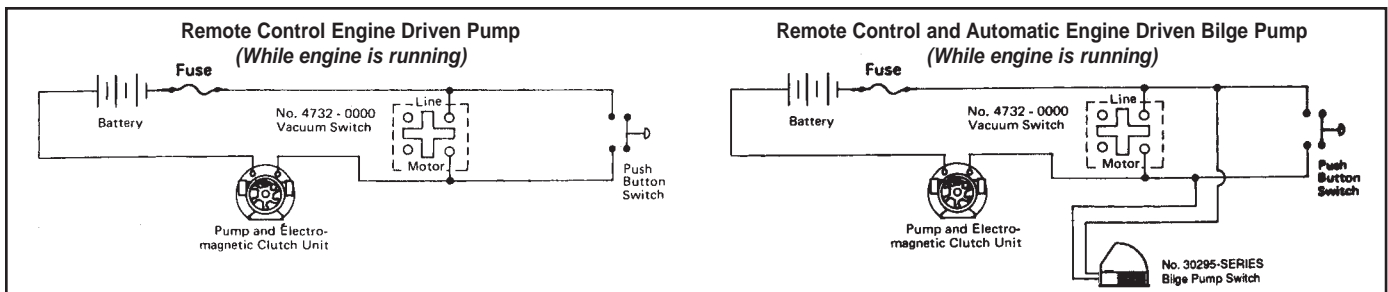 Remote Control Engine Driven Pump
(While engine is running)
Fuse
Battery
No. 4732 - 0000
Vacuum Switch
Line
Motor
Push
Button
Switch
Pump and Electro-
magnetic Clutch Unit
Remote Control and Automatic Engine Driven Bilge Pump
(While engine is running)
Fuse
Battery
No. 4732 - 0000
Vacuum Switch
Line
Motor
Push
Button
Switch
Pump and Electro-
magnetic Clutch Unit
No. 30295-SERIES
Bilge Pump Switch